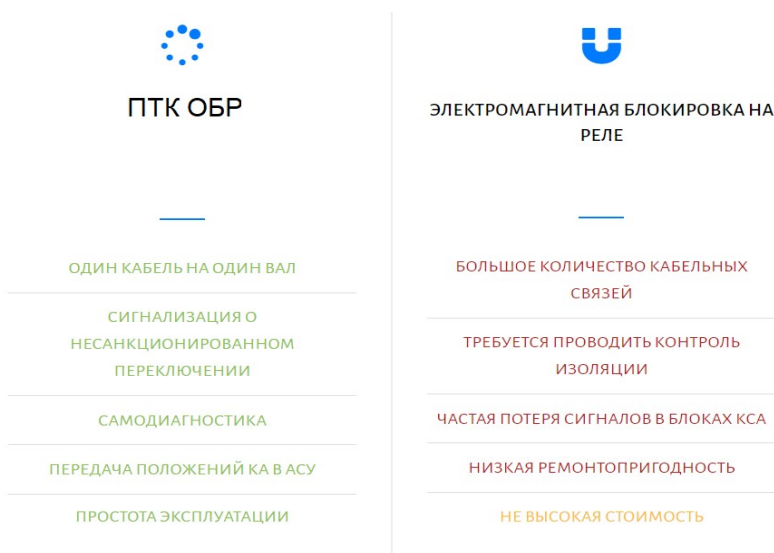 ПТК ОБР
ОДИН КАБЕЛЬ НА ОДИН ВАЛ
СИГНАЛИЗАЦИЯ О
НЕСАНКЦИОНИРОВАННОМ
ПЕРЕКЛЮЧЕНИИ
САМОДИАГНОСТИКА
ПЕРЕДАЧА ПОЛОЖЕНИЙ КА В АСУ
ПРОСТОТА ЭКСПЛУАТАЦИИ
ЭЛЕКТРОМАГНИТНАЯ БЛОКИРОВКА НА
РЕЛЕ
БОЛЬШОЕ КОЛИЧЕСТВО КАБЕЛЬНЫХ
СВЯЗЕЙ
ТРЕБУЕТСЯ ПРОВОДИТЬ КОНТРОЛЬ
ИЗОЛЯЦИИ
ЧАСТАЯ ПОТЕРЯ СИГНАЛОВ В БЛОКАХ КСА
НИЗКАЯ РЕМОНТОПРИГОДНОСТЬ
НЕ ВЫСОКАЯ СТОИМОСТЬ